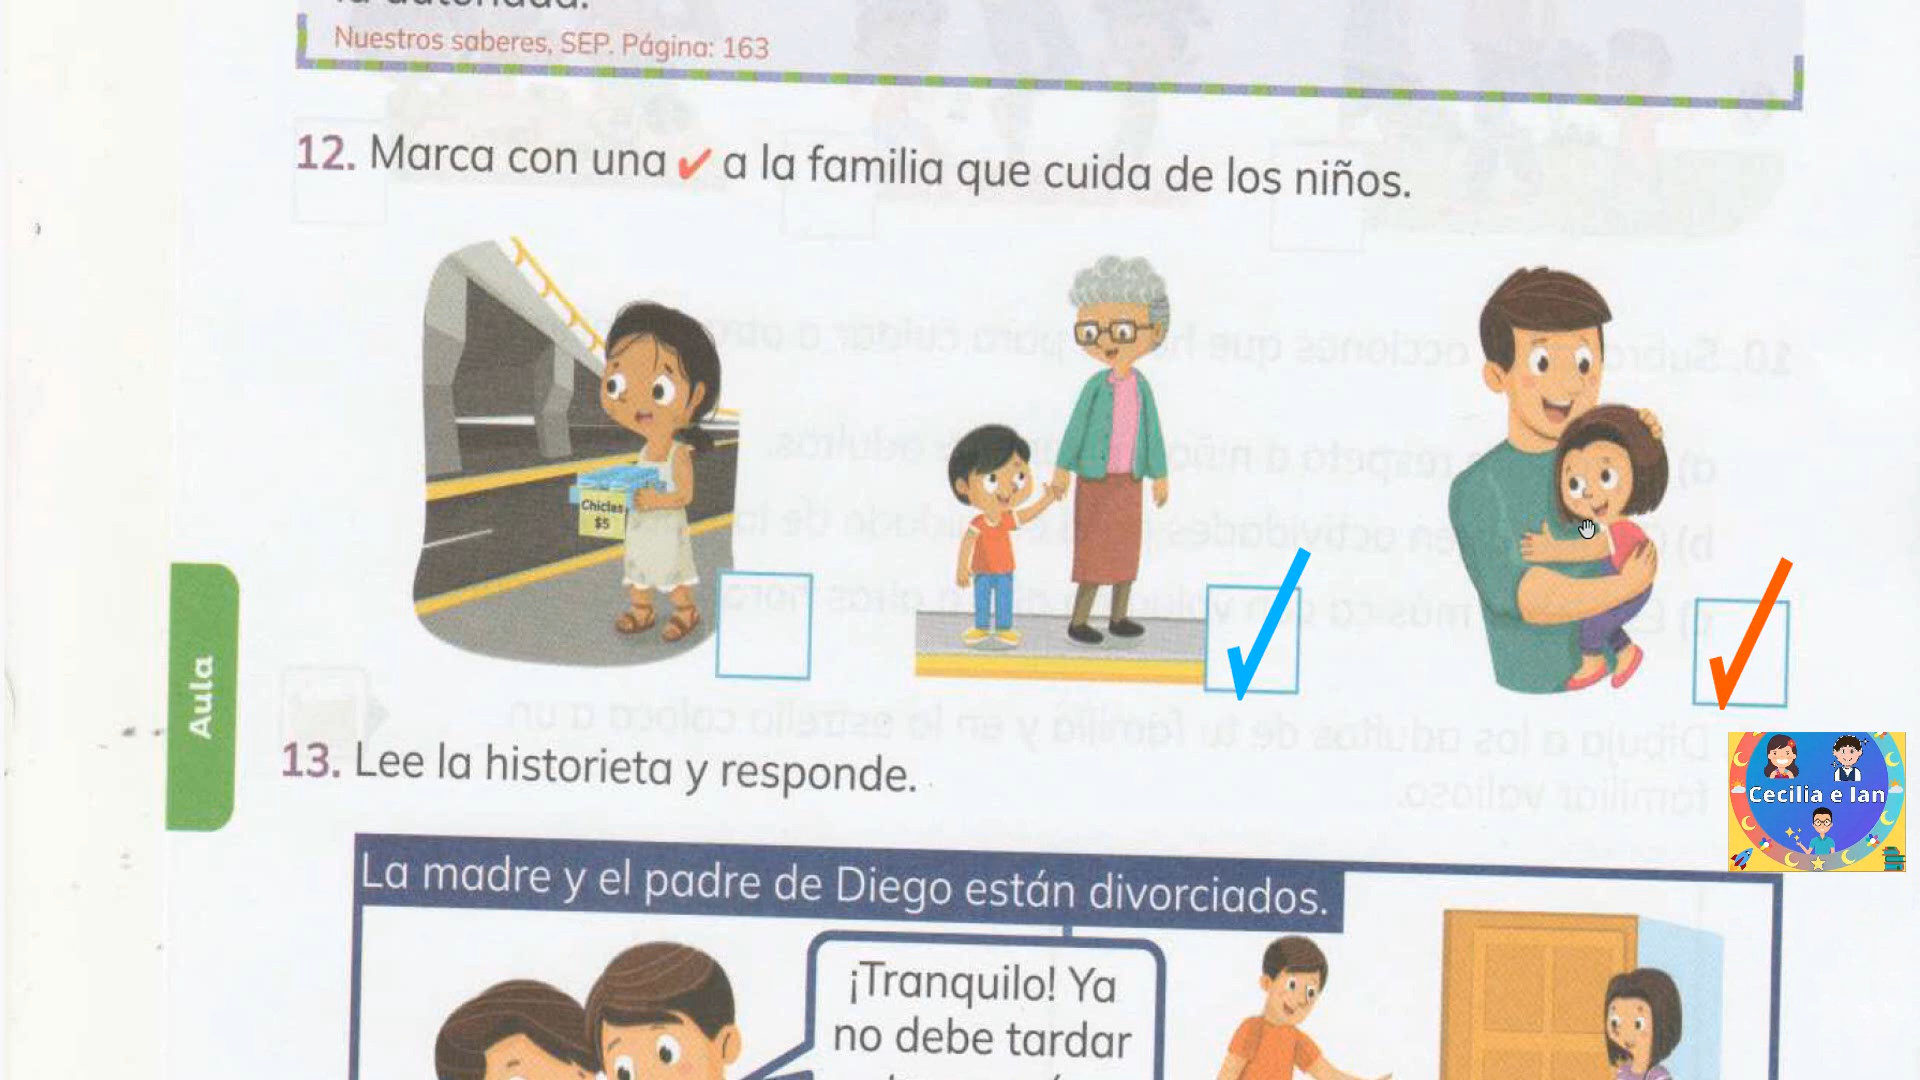 Nuestros saberes, SEP. Página: 163
12. Marca con una ✓ a la familia que cuida de los niños.
Chicles
$5
Aula
13. Lee la historieta y responde.
Cecilia e Ian
La madre y el padre de Diego están divorciados.
¡Tranquilo! Ya
no debe tardar